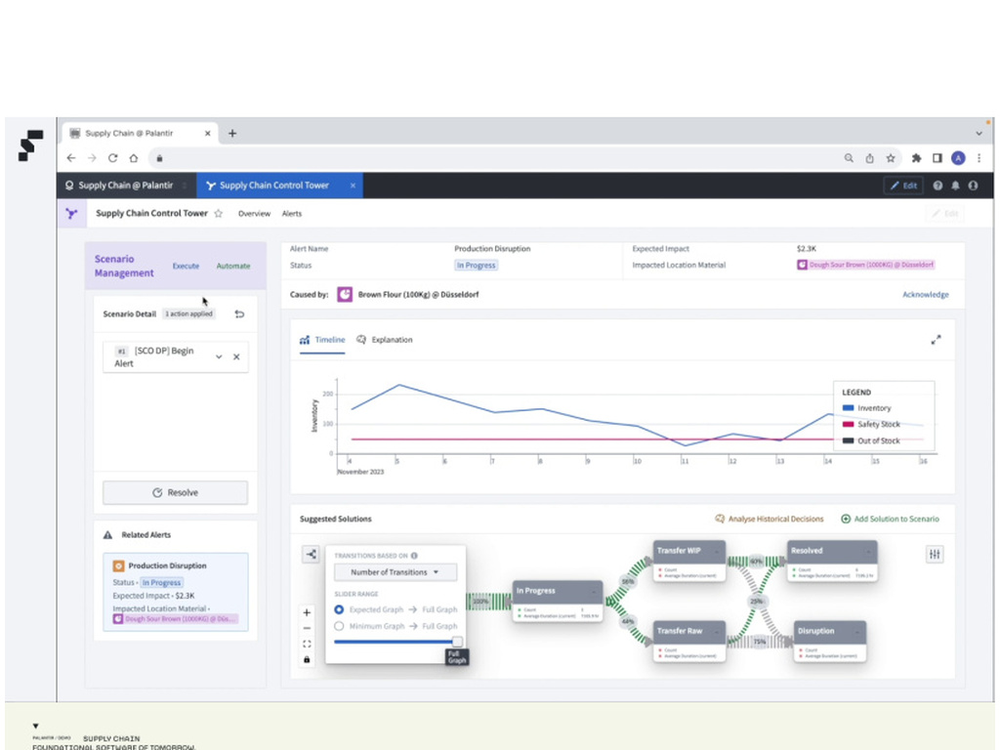 Supply Chain @ Palantir
Supply Chain @ Palantir
Supply Chain Control Tower
Edit
A
Supply Chain Control Tower
Overview
Alerts
Edit
Scenario Management
Execute
Automate
Scenario Detail
1 action applied
#1 [SCO DP] Begin
Alert
Resolve
Related Alerts
Production Disruption
Status - In Progress
Expected Impact - $2.3K
Impacted Location Material -
Dough Sour Brown (1000KG) @ Düs...
Alert Name
Production Disruption
Expected Impact
$2.3K
Status
In Progress
Impacted Location Material
Dough Sour Brown (1000KG) @ Düsseldorf
Caused by:
Brown Flour (100Kg) @ Düsseldorf
Acknowledge
Timeline
Explanation
Inventory
200
100
0
4 5 6 7 8 9 10 11 12 13 14 15 16
November 2023
LEGEND
Inventory
Safety Stock
Out of Stock
Suggested Solutions
Analyse Historical Decisions
Add Solution to Scenario
TRANSITIONS BASED ON
Number of Transitions
SLIDER RANGE
Expected Graph → Full Graph
Minimum Graph → Full Graph
Full
Graph
100%
In Progress
Count
Average Duration (current)
56%
44%
Transfer WIP
Count
Average Duration (current)
Transfer Raw
Count
Average Duration (current)
25%
75%
Resolved
Count
Average Duration (current)
Disruption
Count
Average Duration (current)
PALANTIR / DEMO
SUPPLY CHAIN
FOUNDATIONAL SOFTWARE OF TOMORROW.